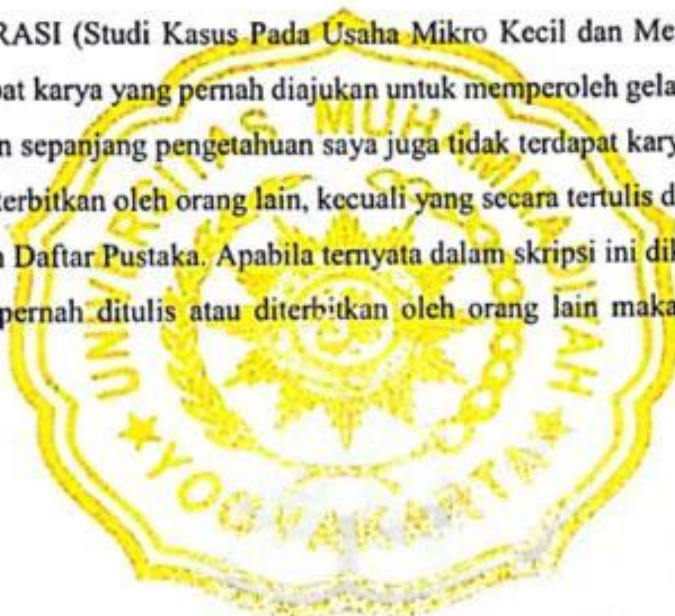 RASI (Studi Kasus Pada Usaha Mikro Kecil dan Me
pat karya yang pernah diajukan untuk memperoleh gela
n sepanjang pengetahuan saya juga tidak terdapat kary
terbitkan oleh orang lain, kecuali yang secara tertulis d
n Daftar Pustaka. Apabila ternyata dalam skripsi ini dik
pernah ditulis atau diterbitkan oleh orang lain maka
UNIVERSITAS MUHAMMADIYAH
YOGYAKARTA